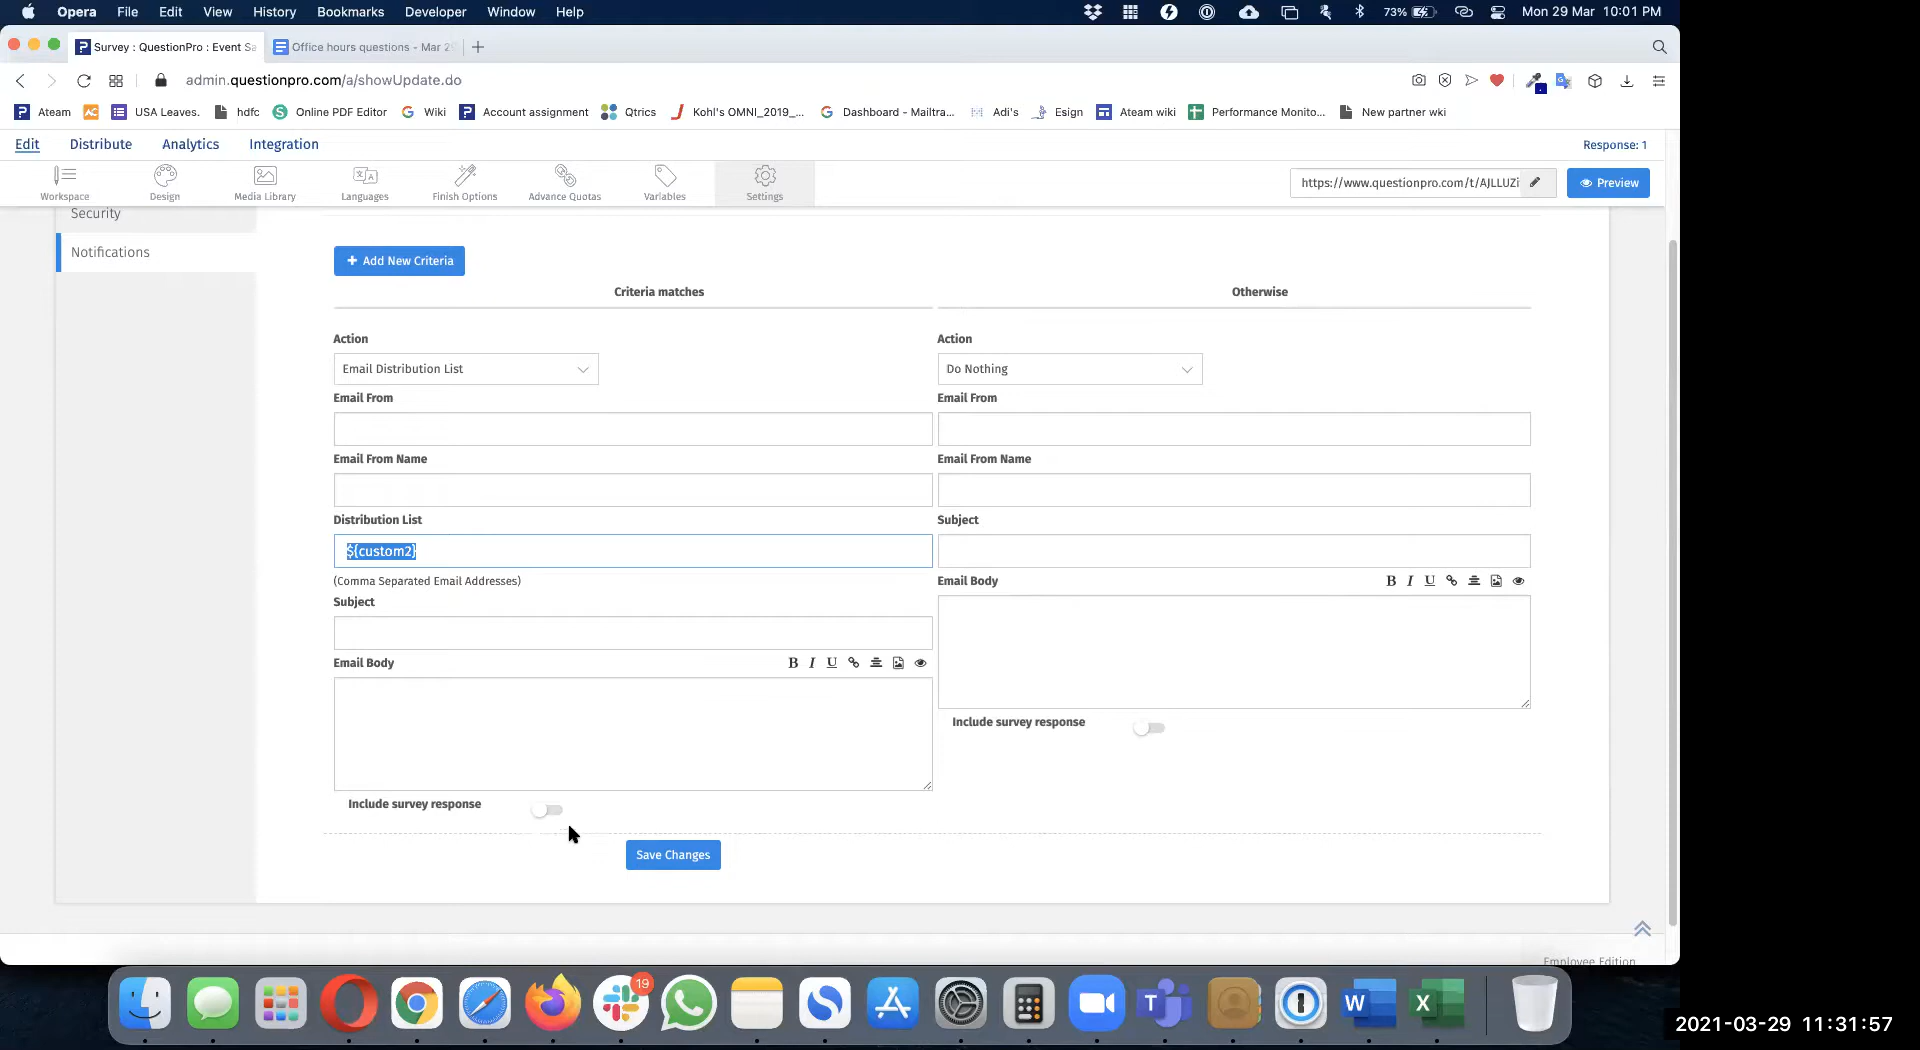 Opera File Edit View History Bookmarks Developer Window Help 73% Mon 29 Mar 10:01 PM
Survey : QuestionPro : Event Sa Office hours questions - Mar 2
admin.questionpro.com/a/showUpdate.do
Ateam USA Leaves. hdfc Online PDF Editor Wiki Account assignment Qtrics Kohl's OMNI_2019_... Dashboard - Mailtra... Adi's Esign Ateam wiki Performance Monito... New partner wki
Edit Distribute Analytics Integration Response: 1
Workspace Design Media Library Languages Finish Options Advance Quotas Variables Settings
https://www.questionpro.com/t/AJLLUZi Preview
Security
Notifications
+ Add New Criteria
Criteria matches Otherwise
Action Action
Email Distribution List Do Nothing
Email From Email From
Email From Name Email From Name
Distribution List Subject
${custom2}
(Comma Separated Email Addresses) Email Body B I U
Subject
Email Body B I U
Include survey response
Include survey response
Save Changes
Employee Edition
19
T W X
2021-03-29 11:31:57